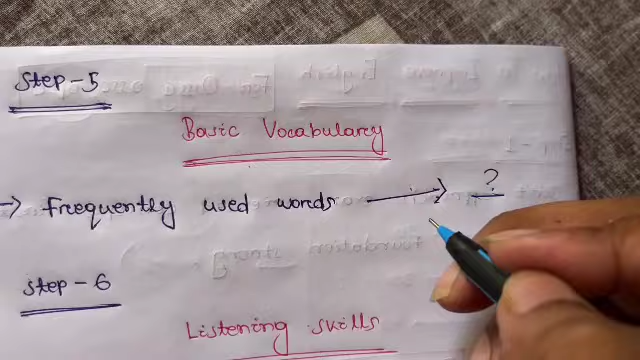 Step-5
Basic Vocabulary
→ Frequently used words → ?
Step-6
Listening skills